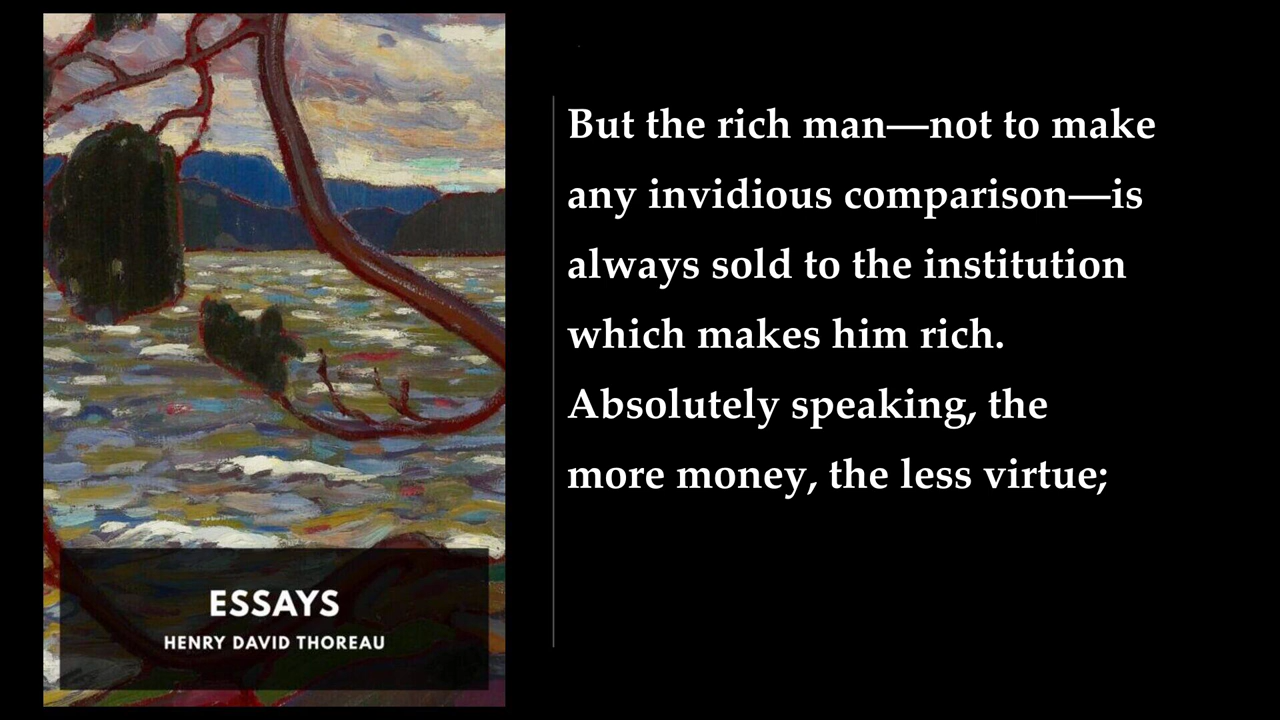 ESSAYS
HENRY DAVID THOREAU
But the rich man—not to make
any invidious comparison—is
always sold to the institution
which makes him rich.
Absolutely speaking, the
more money, the less virtue;